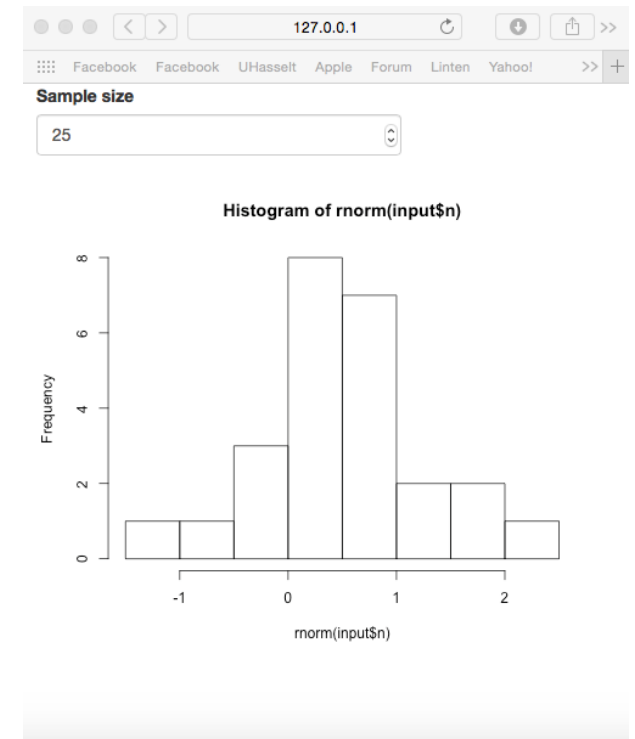 127.0.0.1 >>
Facebook Facebook UHasselt Apple Forum Linten Yahoo! >> +
Sample size
25
Histogram of rnorm(input$n)
Frequency
8
6
4
2
0
-1 0 1 2
rnorm(input$n)